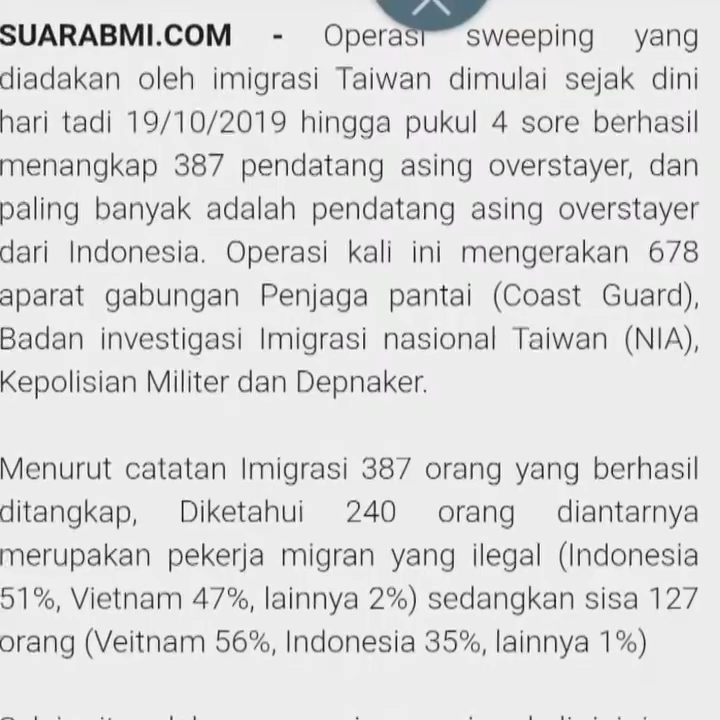 SUARABMI.COM - Operasi sweeping yang
diadakan oleh imigrasi Taiwan dimulai sejak dini
hari tadi 19/10/2019 hingga pukul 4 sore berhasil
menangkap 387 pendatang asing overstayer, dan
paling banyak adalah pendatang asing overstayer
dari Indonesia. Operasi kali ini mengerakan 678
aparat gabungan Penjaga pantai (Coast Guard),
Badan investigasi Imigrasi nasional Taiwan (NIA),
Kepolisian Militer dan Depnaker.
Menurut catatan Imigrasi 387 orang yang berhasil
ditangkap, Diketahui 240 orang diantarnya
merupakan pekerja migran yang ilegal (Indonesia
51%, Vietnam 47%, lainnya 2%) sedangkan sisa 127
orang (Veitnam 56%, Indonesia 35%, lainnya 1%)